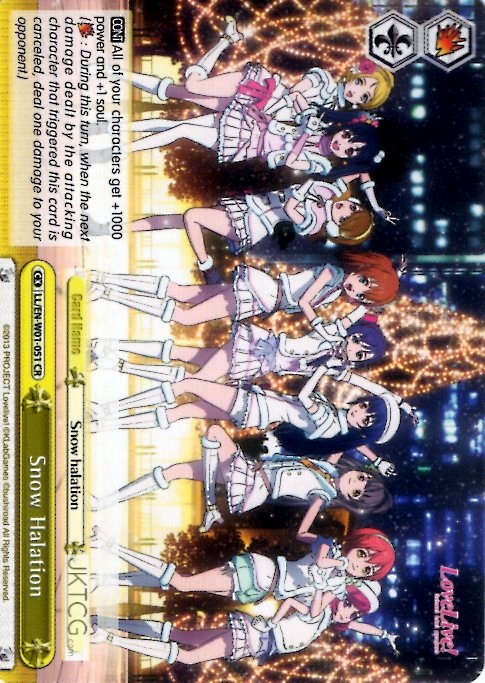 LoveLive!
[CONT] All of your characters get +1000
power and +1 soul.
( : During this turn, when the next
damage dealt by the attacking
character that triggered this card is
canceled, deal one damage to your
opponent.)
CX LL/EN-W01-051 CR
Card Name
Snow halation
JKTCG.com
Snow Halation
©2013 PROJECT Lovelive! ©KLabGames ©bushiroad All Rights Reserved.